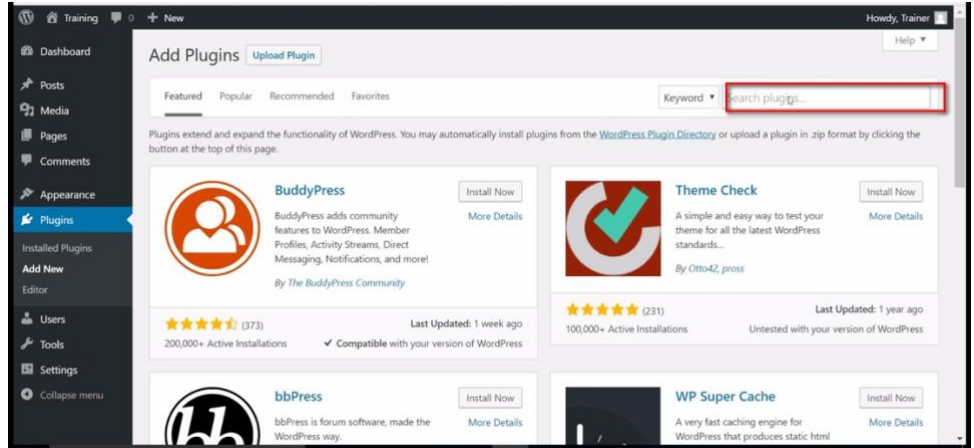 Training 0 + New Howdy, Trainer
Help ▼
Dashboard
Posts
Media
Pages
Comments
Appearance
Plugins
Installed Plugins
Add New
Editor
Users
Tools
Settings
Collapse menu
Add Plugins Upload Plugin
Featured Popular Recommended Favorites Keyword ▼ Search plugins...
Plugins extend and expand the functionality of WordPress. You may automatically install plugins from the WordPress Plugin Directory or upload a plugin in .zip format by clicking the
button at the top of this page.
BuddyPress Install Now
BuddyPress adds community More Details
features to WordPress. Member
Profiles, Activity Streams, Direct
Messaging, Notifications, and more!
By The BuddyPress Community
(373) Last Updated: 1 week ago
200,000+ Active Installations ✔ Compatible with your version of WordPress
Theme Check Install Now
A simple and easy way to test your More Details
theme for all the latest WordPress
standards...
By Otto42, pross
(231) Last Updated: 1 year ago
100,000+ Active Installations Untested with your version of WordPress
bb
bbPress Install Now
bbPress is forum software, made the More Details
WordPress way.
WP Super Cache Install Now
A very fast caching engine for More Details
WordPress that produces static html